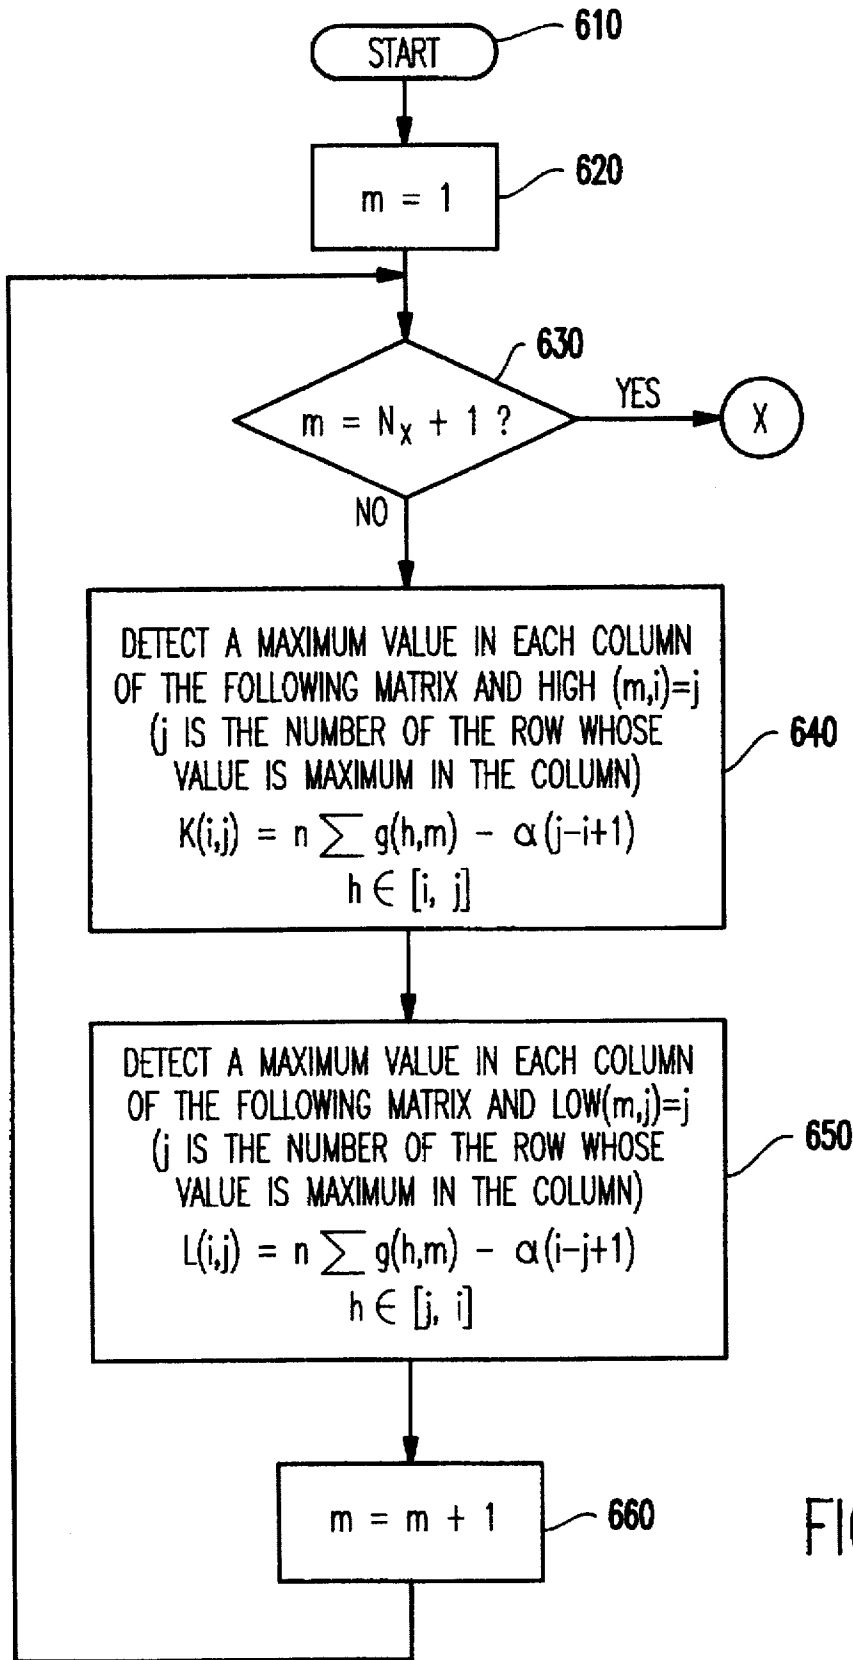 START
610
m = 1
620
630
m = Nx + 1 ?
YES
X
NO
DETECT A MAXIMUM VALUE IN EACH COLUMN
OF THE FOLLOWING MATRIX AND HIGH (m,i)=j
(j IS THE NUMBER OF THE ROW WHOSE
VALUE IS MAXIMUM IN THE COLUMN)
K(i,j) = n ∑ g(h,m) - α(j-i+1)
h ∈ [i, j]
640
DETECT A MAXIMUM VALUE IN EACH COLUMN
OF THE FOLLOWING MATRIX AND LOW(m,j)=j
(j IS THE NUMBER OF THE ROW WHOSE
VALUE IS MAXIMUM IN THE COLUMN)
L(i,j) = n ∑ g(h,m) - α(i-j+1)
h ∈ [j, i]
650
m = m + 1
660